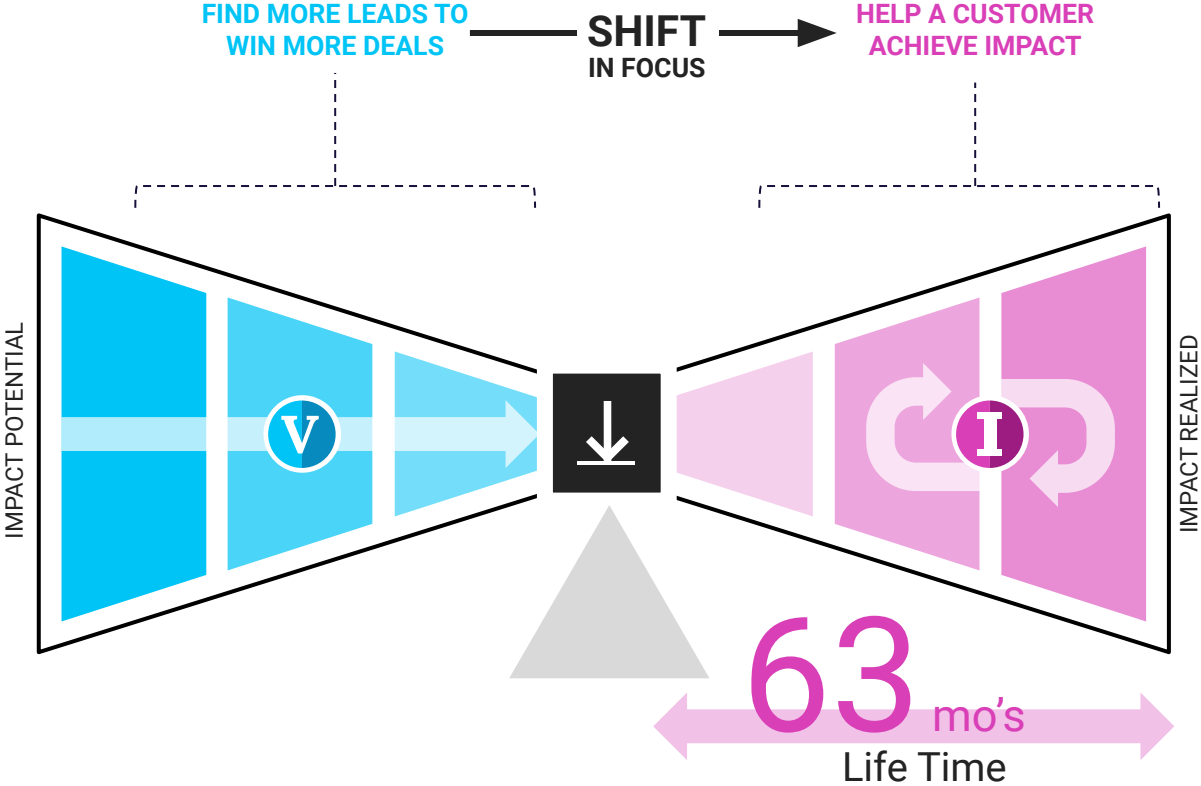 FIND MORE LEADS TO
WIN MORE DEALS
SHIFT
IN FOCUS
HELP A CUSTOMER
ACHIEVE IMPACT
IMPACT POTENTIAL
V
I
IMPACT REALIZED
63 mo's
Life Time